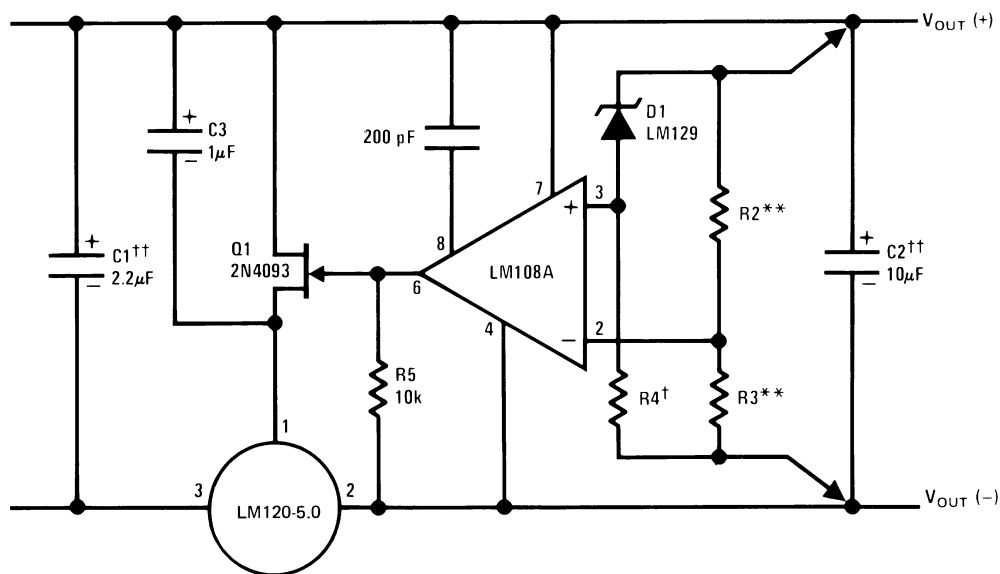 V_OUT (+)
+
C3
1μF
−
200 pF
D1
LM129
7
3
+
R2**
+
C1††
2.2μF
−
Q1
2N4093
8
LM108A
6
+
C2††
10μF
−
4
−
2
R5
10k
R4†
R3**
1
3
LM120-5.0
2
V_OUT (−)